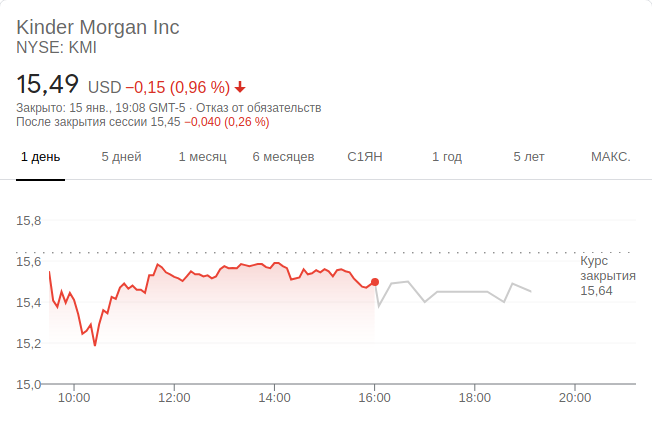 Kinder Morgan Inc
NYSE: KMI
15,49 USD −0,15 (0,96 %)
Закрыто: 15 янв., 19:08 GMT-5 · Отказ от обязательств
После закрытия сессии 15,45 −0,040 (0,26 %)
1 день 5 дней 1 месяц 6 месяцев С1ЯН 1 год 5 лет МАКС.
15,8
15,6
Курс
закрытия
15,64
15,4
15,2
15,0
10:00 12:00 14:00 16:00 18:00 20:00